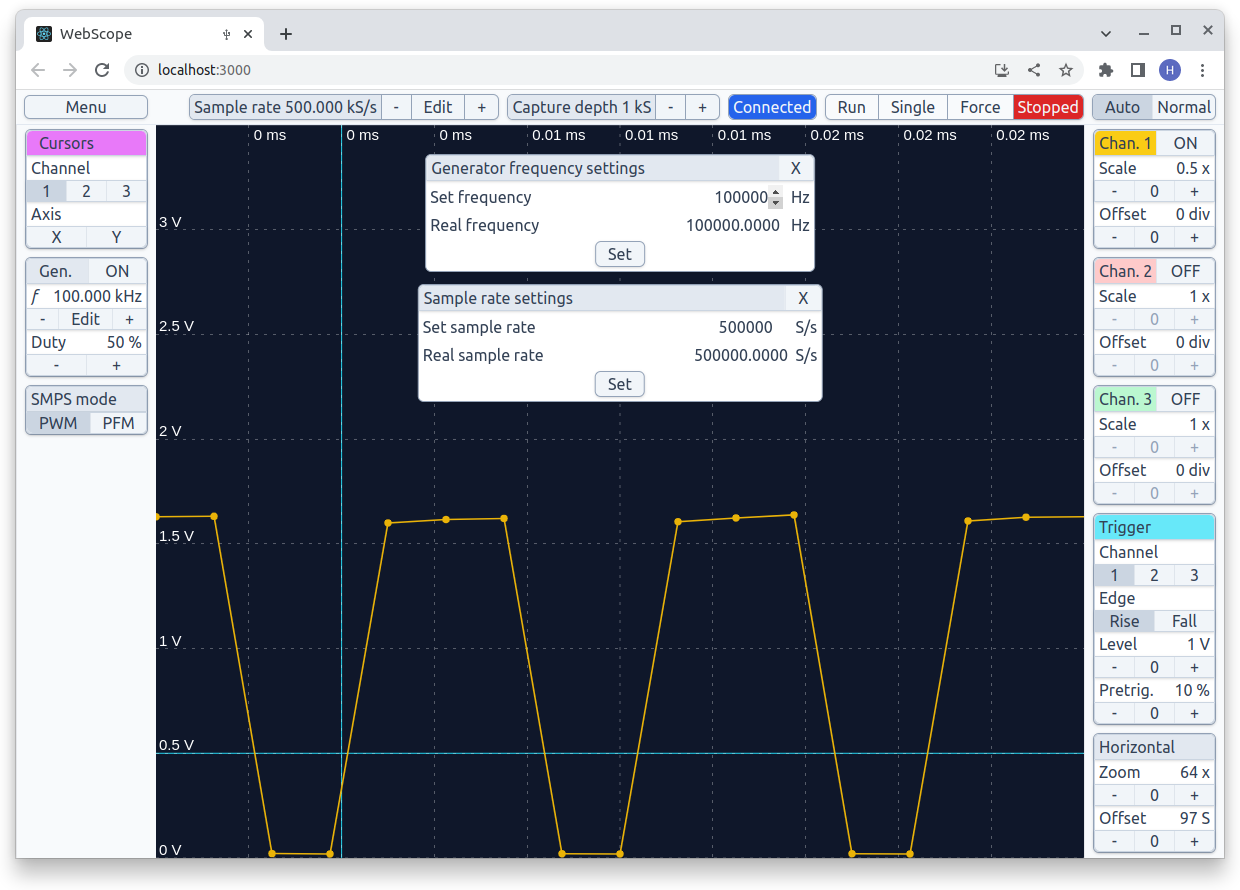 WebScope
localhost:3000
H
Menu
Sample rate 500.000 kS/s - Edit +
Capture depth 1 kS - +
Connected
Run Single Force Stopped
Auto Normal
Cursors
Channel
1 2 3
Axis
X Y
Gen. ON
f 100.000 kHz
- Edit +
Duty 50 %
- +
SMPS mode
PWM PFM
0 ms 0 ms 0 ms 0.01 ms 0.01 ms 0.01 ms 0.02 ms 0.02 ms 0.02 ms
3 V
2.5 V
2 V
1.5 V
1 V
0.5 V
0 V
Generator frequency settings X
Set frequency 100000 Hz
Real frequency 100000.0000 Hz
Set
Sample rate settings X
Set sample rate 500000 S/s
Real sample rate 500000.0000 S/s
Set
Chan. 1 ON
Scale 0.5 x
- 0 +
Offset 0 div
- 0 +
Chan. 2 OFF
Scale 1 x
- 0 +
Offset 0 div
- 0 +
Chan. 3 OFF
Scale 1 x
- 0 +
Offset 0 div
- 0 +
Trigger
Channel
1 2 3
Edge
Rise Fall
Level 1 V
- 0 +
Pretrig. 10 %
- 0 +
Horizontal
Zoom 64 x
- 0 +
Offset 97 S
- 0 +